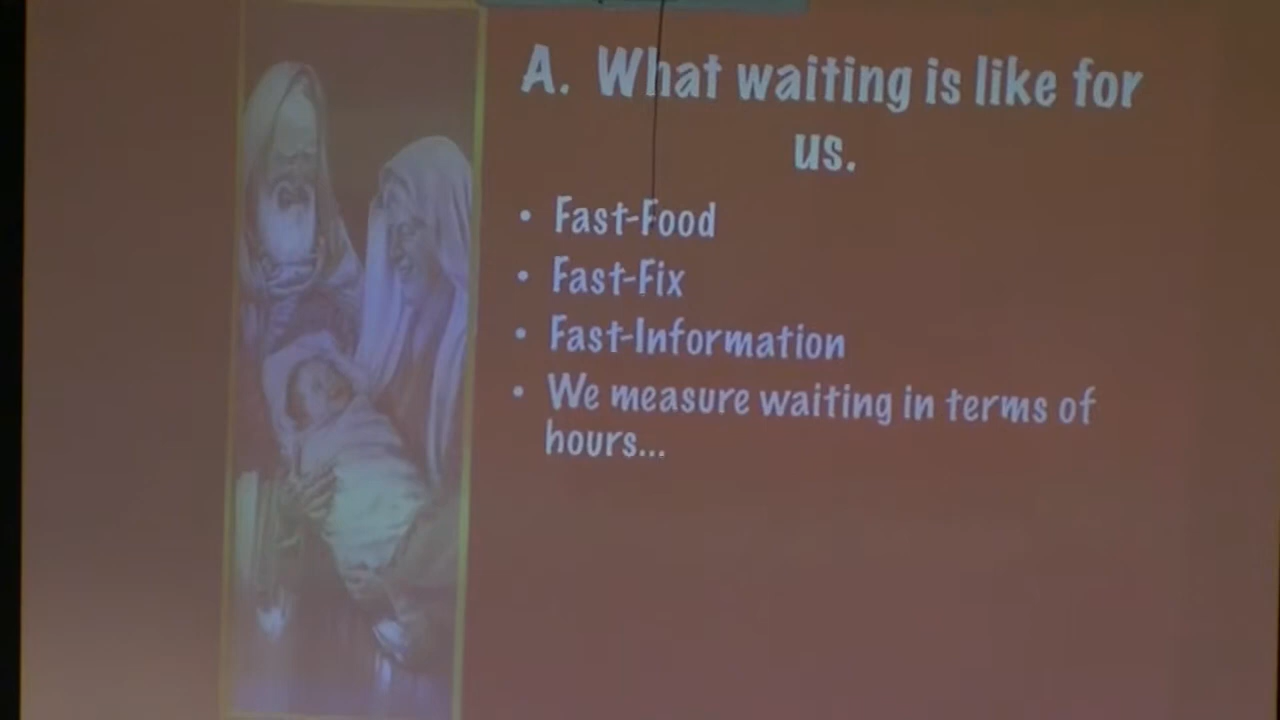 A. What waiting is like for
us.
• Fast-Food
• Fast-Fix
• Fast-Information
• We measure waiting in terms of
hours...